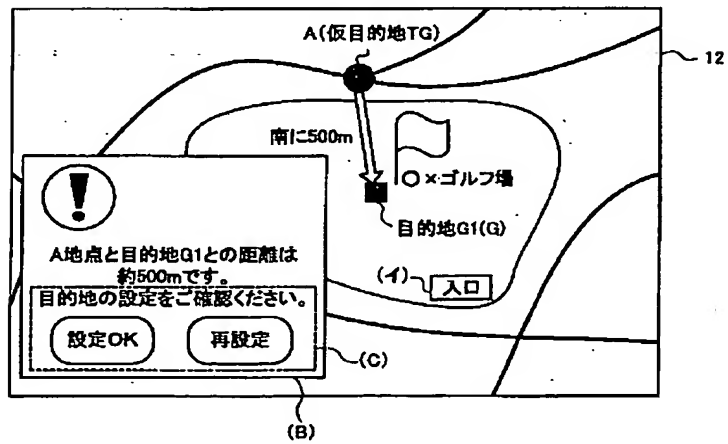 A(仮目的地TG)
12
南に500m
○×ゴルフ場
目的地G1(G)
(イ)
入口
!
A地点と目的地G1との距離は
約500mです。
目的地の設定をご確認ください。
設定OK
再設定
(C)
(B)